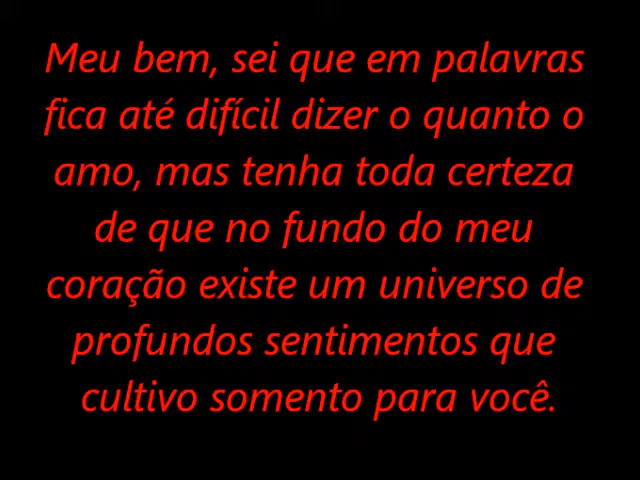 Meu bem, sei que em palavras
fica até difícil dizer o quanto o
amo, mas tenha toda certeza
de que no fundo do meu
coração existe um universo de
profundos sentimentos que
cultivo somento para você.